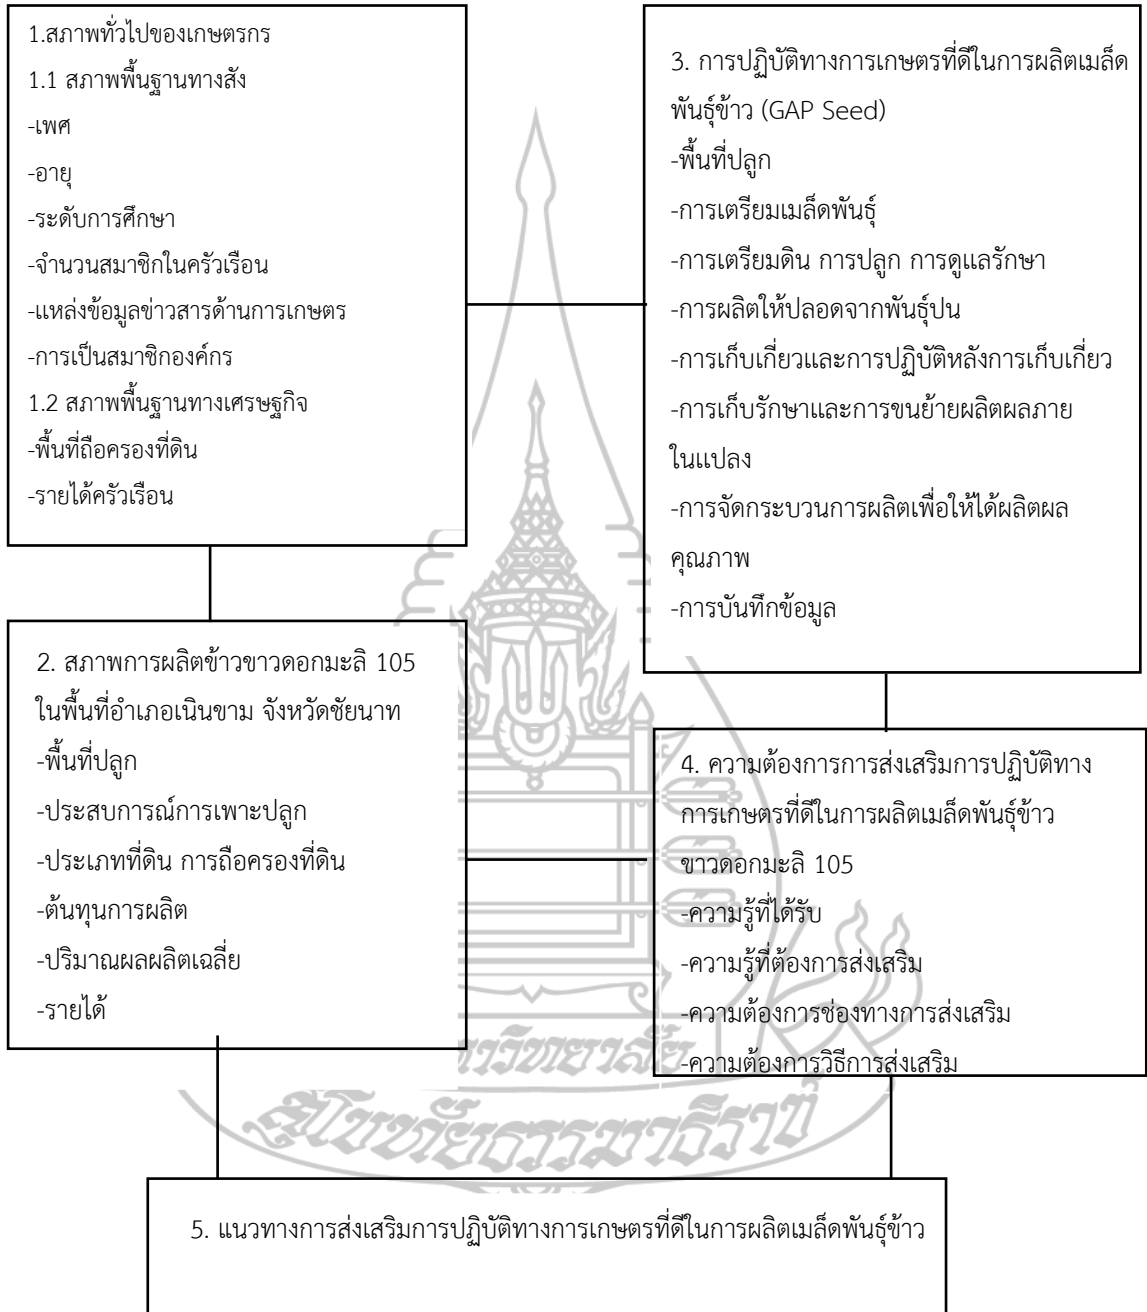 1.สภาพทั่วไปของเกษตรกร
1.1 สภาพพื้นฐานทางสัง
-เพศ
-อายุ
-ระดับการศึกษา
-จำนวนสมาชิกในครัวเรือน
-แหล่งข้อมูลข่าวสารด้านการเกษตร
-การเป็นสมาชิกองค์กร
1.2 สภาพพื้นฐานทางเศรษฐกิจ
-พื้นที่ถือครองที่ดิน
-รายได้ครัวเรือน
2. สภาพการผลิตข้าวขาวดอกมะลิ 105
ในพื้นที่อำเภอเนินขาม จังหวัดชัยนาท
-พื้นที่ปลูก
-ประสบการณ์การเพาะปลูก
-ประเภทที่ดิน การถือครองที่ดิน
-ต้นทุนการผลิต
-ปริมาณผลผลิตเฉลี่ย
-รายได้
3. การปฏิบัติทางการเกษตรที่ดีในการผลิตเมล็ด
พันธุ์ข้าว (GAP Seed)
-พื้นที่ปลูก
-การเตรียมเมล็ดพันธุ์
-การเตรียมดิน การปลูก การดูแลรักษา
-การผลิตให้ปลอดจากพันธุ์ปน
-การเก็บเกี่ยวและการปฏิบัติหลังการเก็บเกี่ยว
-การเก็บรักษาและการขนย้ายผลิตผลภาย
ในแปลง
-การจัดกระบวนการผลิตเพื่อให้ได้ผลิตผล
คุณภาพ
-การบันทึกข้อมูล
4. ความต้องการการส่งเสริมการปฏิบัติทาง
การเกษตรที่ดีในการผลิตเมล็ดพันธุ์ข้าว
ขาวดอกมะลิ 105
-ความรู้ที่ได้รับ
-ความรู้ที่ต้องการส่งเสริม
-ความต้องการช่องทางการส่งเสริม
-ความต้องการวิธีการส่งเสริม
สุโขทัยธรรมาธิราช
5. แนวทางการส่งเสริมการปฏิบัติทางการเกษตรที่ดีในการผลิตเมล็ดพันธุ์ข้าว